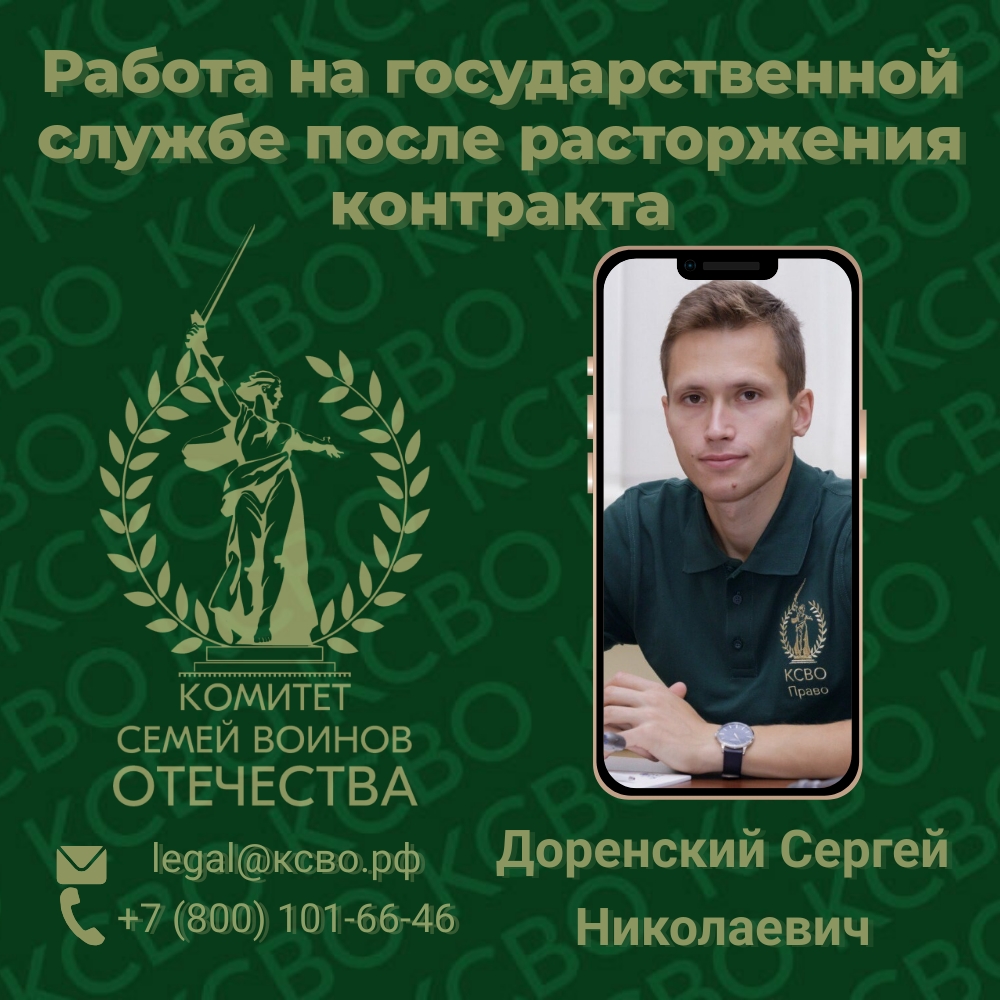 Работа на государственной
службе после расторжения
контракта
КОМИТЕТ
СЕМЕЙ ВОИНОВ
ОТЕЧЕСТВА
КСВО
Право
legal@ксво.рф
+7 (800) 101-66-46
Доренский Сергей
Николаевич